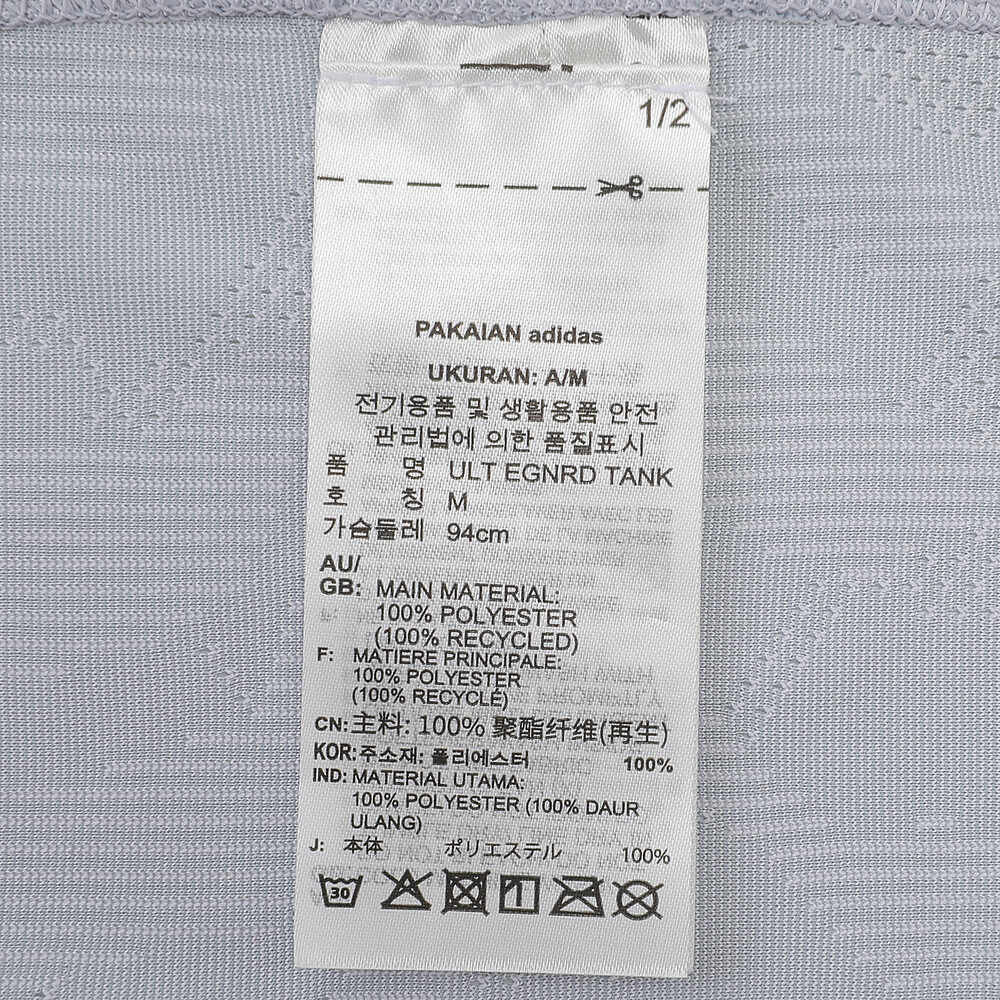 1/2
PAKAIAN adidas
UKURAN: A/M
전기용품 및 생활용품 안전
관리법에 의한 품질표시
품 명 ULT EGNRD TANK
호 칭 M
가슴둘레 94cm
AU/
GB: MAIN MATERIAL:
100% POLYESTER
(100% RECYCLED)
F: MATIERE PRINCIPALE:
100% POLYESTER
(100% RECYCLÉ)
CN: 主料: 100% 聚酯纤维(再生)
KOR: 주소재: 폴리에스터 100%
IND: MATERIAL UTAMA:
100% POLYESTER (100% DAUR
ULANG)
J: 本体 ポリエステル 100%
30